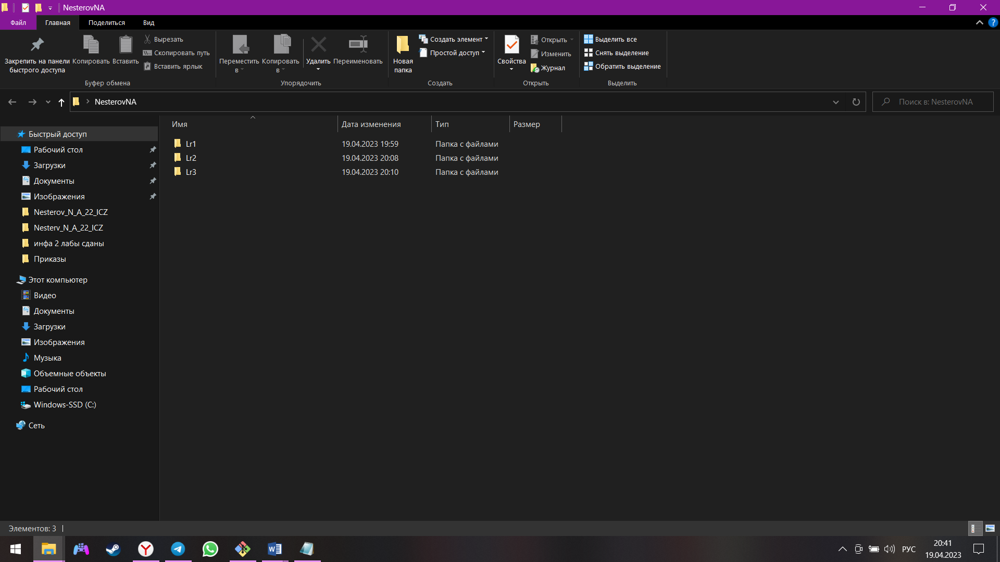 NesterovNA
Файл Главная Поделиться Вид
Закрепить на панели
быстрого доступа
Копировать
Вставить
Вырезать
Скопировать путь
Вставить ярлык
Буфер обмена
Переместить
в
Копировать
в
Удалить
Переименовать
Упорядочить
Новая
папка
Создать элемент
Простой доступ
Создать
Свойства
Открыть
Изменить
Журнал
Открыть
Выделить все
Снять выделение
Обратить выделение
Выделить
NesterovNA
Поиск в: NesterovNA
Имя Дата изменения Тип Размер
Lr1 19.04.2023 19:59 Папка с файлами
Lr2 19.04.2023 20:08 Папка с файлами
Lr3 19.04.2023 20:10 Папка с файлами
Быстрый доступ
Рабочий стол
Загрузки
Документы
Изображения
Nesterov_N_A_22_ICZ
Nesterv_N_A_22_ICZ
инфа 2 лабы сданы
Приказы
Этот компьютер
Видео
Документы
Загрузки
Изображения
Музыка
Объемные объекты
Рабочий стол
Windows-SSD (C:)
Сеть
Элементов: 3
РУС
20:41
19.04.2023